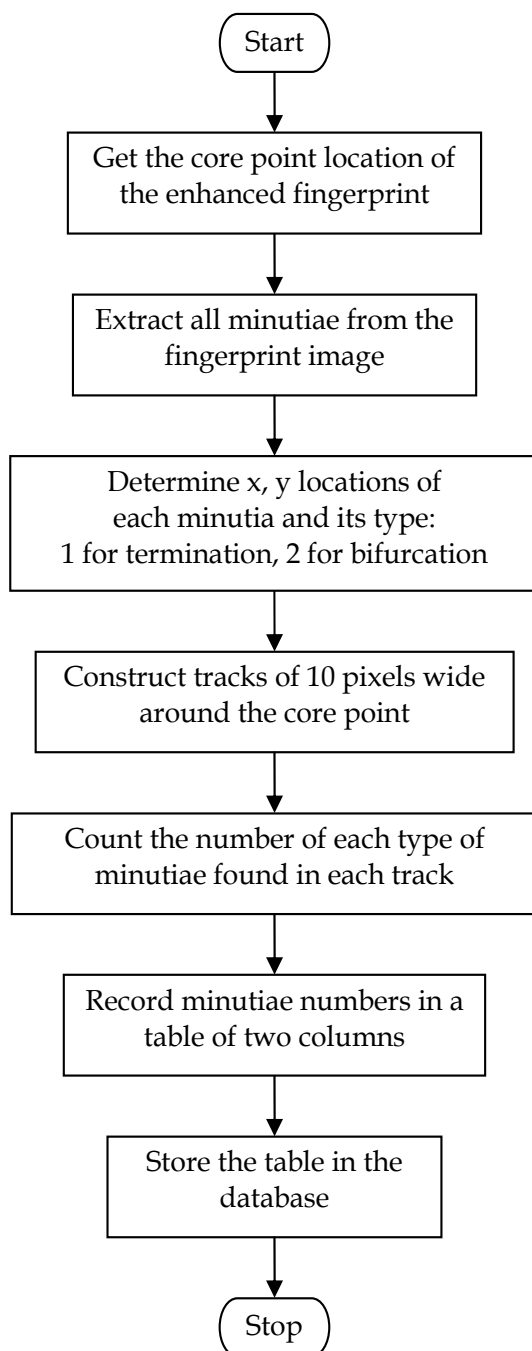 Start
Get the core point location of
the enhanced fingerprint
Extract all minutiae from the
fingerprint image
Determine x, y locations of
each minutia and its type:
1 for termination, 2 for bifurcation
Construct tracks of 10 pixels wide
around the core point
Count the number of each type of
minutiae found in each track
Record minutiae numbers in a
table of two columns
Store the table in the
database
Stop